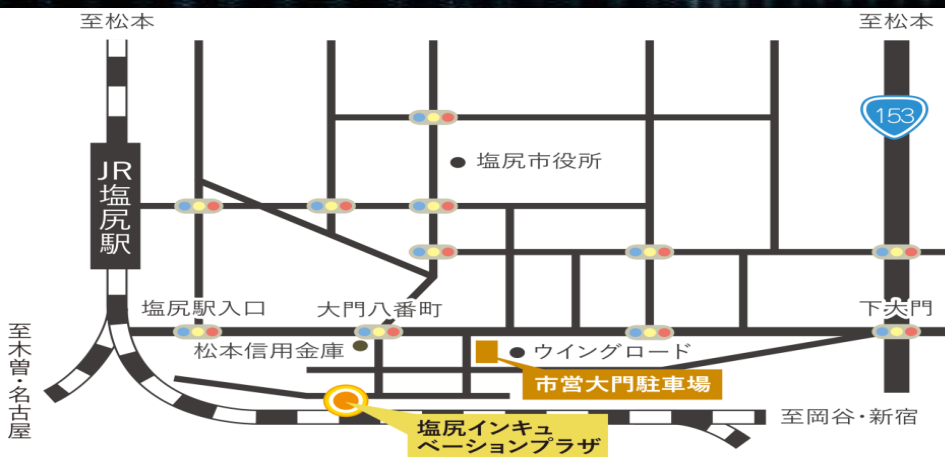 至松本
至松本
153
JR塩尻駅
塩尻市役所
塩尻駅入口
大門八番町
下大門
至木曽・名古屋
松本信用金庫
ウイングロード
市営大門駐車場
至岡谷・新宿
塩尻インキュ
ベーションプラザ